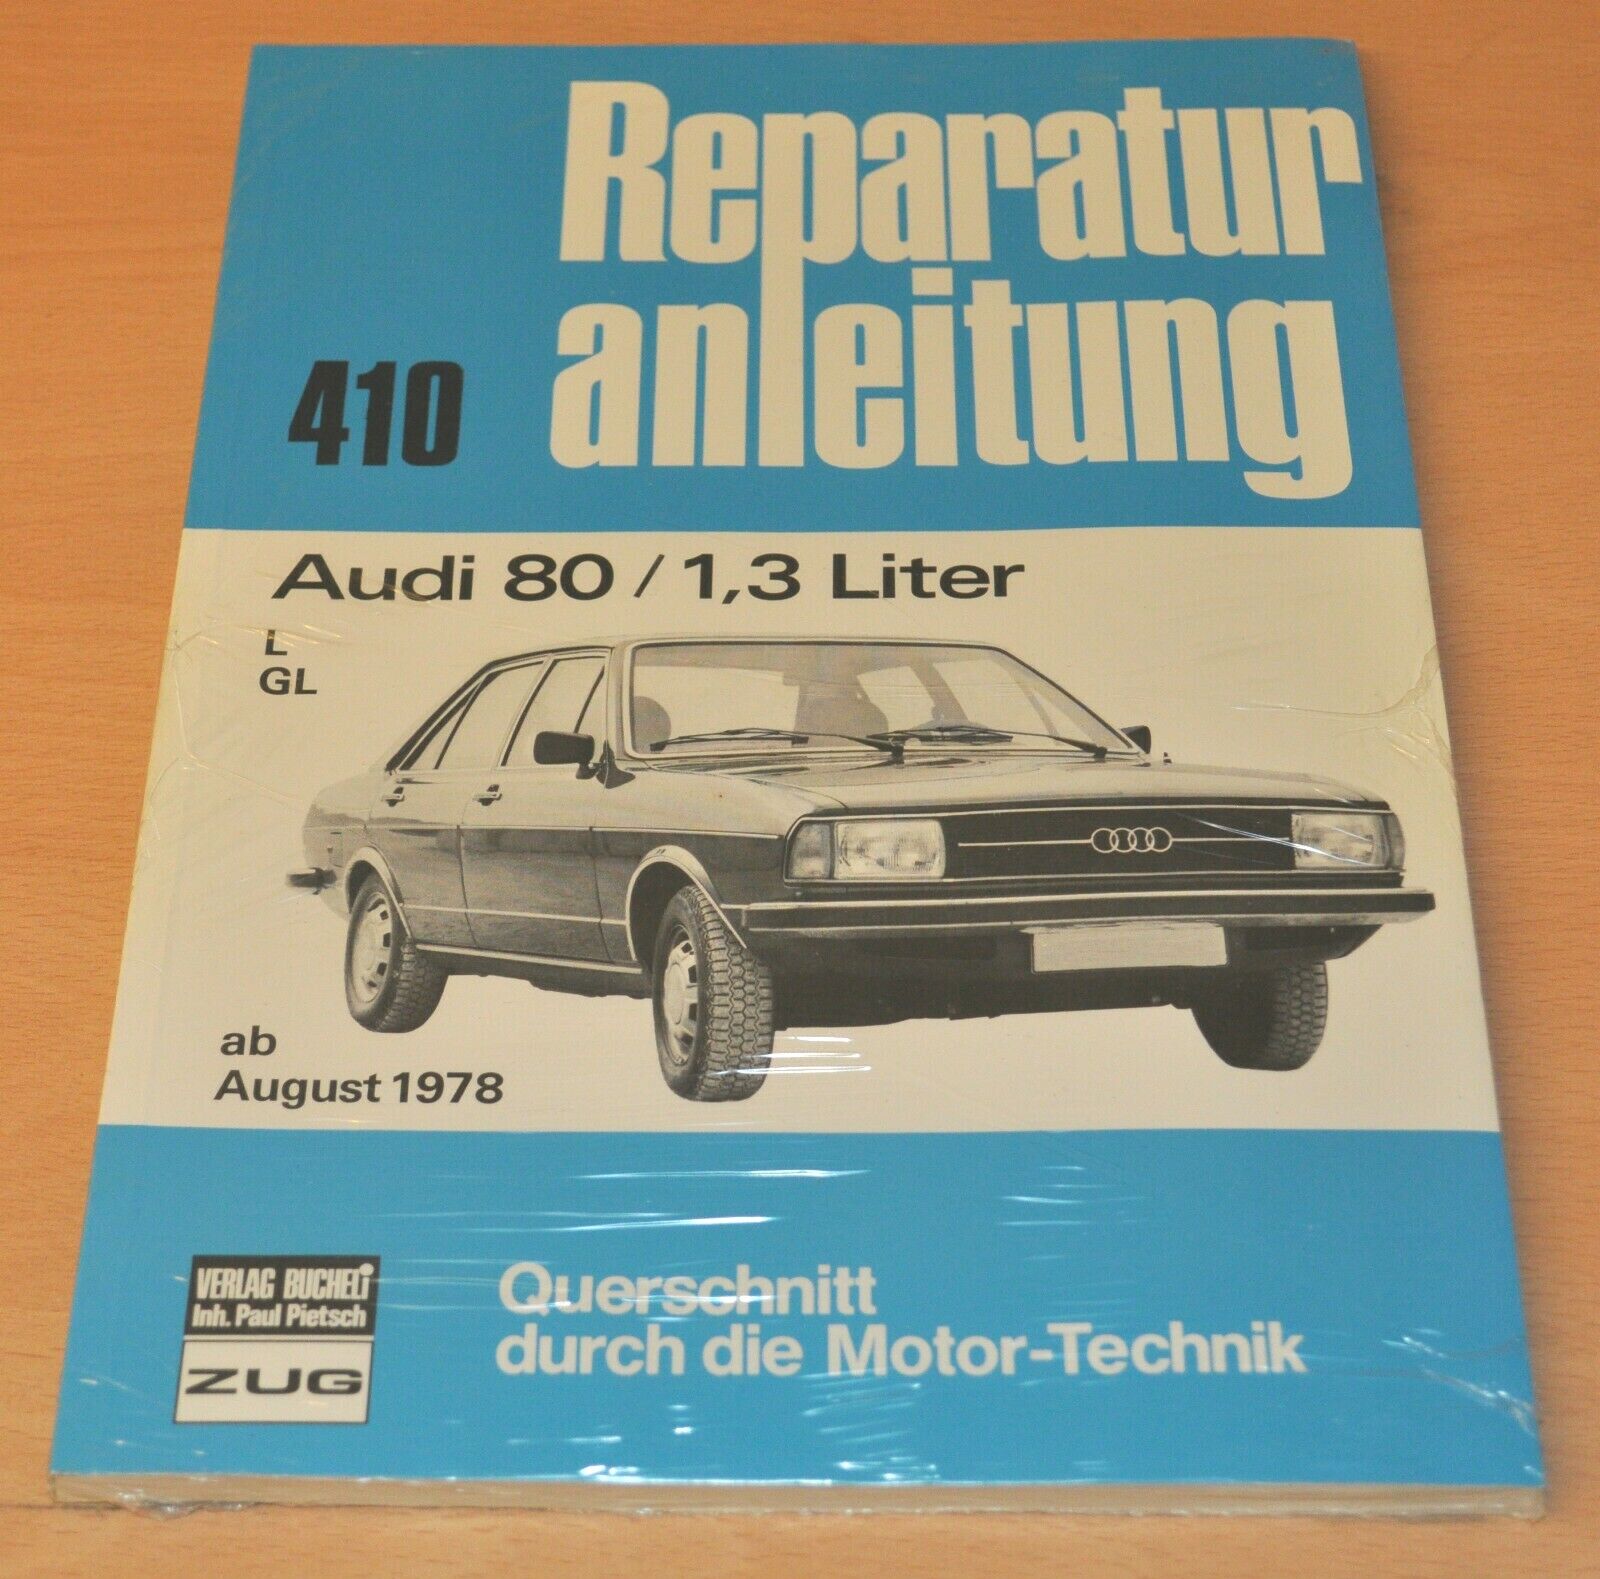 Reparatur
anleitung
410
Audi 80 / 1,3 Liter
L
GL
ab
August 1978
VERLAG BUCHELi
Inh. Paul Pietsch
ZUG
Querschnitt
durch die Motor-Technik